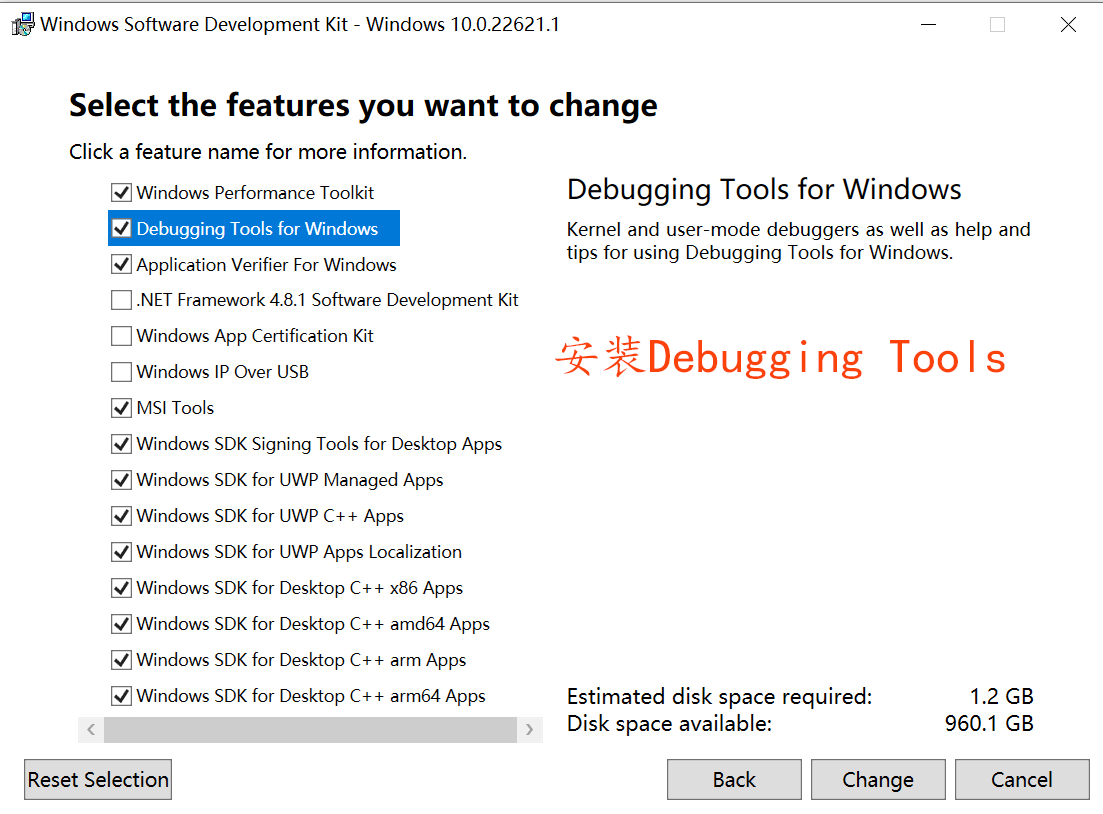 Windows Software Development Kit - Windows 10.0.22621.1
Select the features you want to change
Click a feature name for more information.
Windows Performance Toolkit
Debugging Tools for Windows
Application Verifier For Windows
.NET Framework 4.8.1 Software Development Kit
Windows App Certification Kit
Windows IP Over USB
MSI Tools
Windows SDK Signing Tools for Desktop Apps
Windows SDK for UWP Managed Apps
Windows SDK for UWP C++ Apps
Windows SDK for UWP Apps Localization
Windows SDK for Desktop C++ x86 Apps
Windows SDK for Desktop C++ amd64 Apps
Windows SDK for Desktop C++ arm Apps
Windows SDK for Desktop C++ arm64 Apps
Debugging Tools for Windows
Kernel and user-mode debuggers as well as help and
tips for using Debugging Tools for Windows.
安装Debugging Tools
Estimated disk space required: 1.2 GB
Disk space available: 960.1 GB
Reset Selection
Back
Change
Cancel